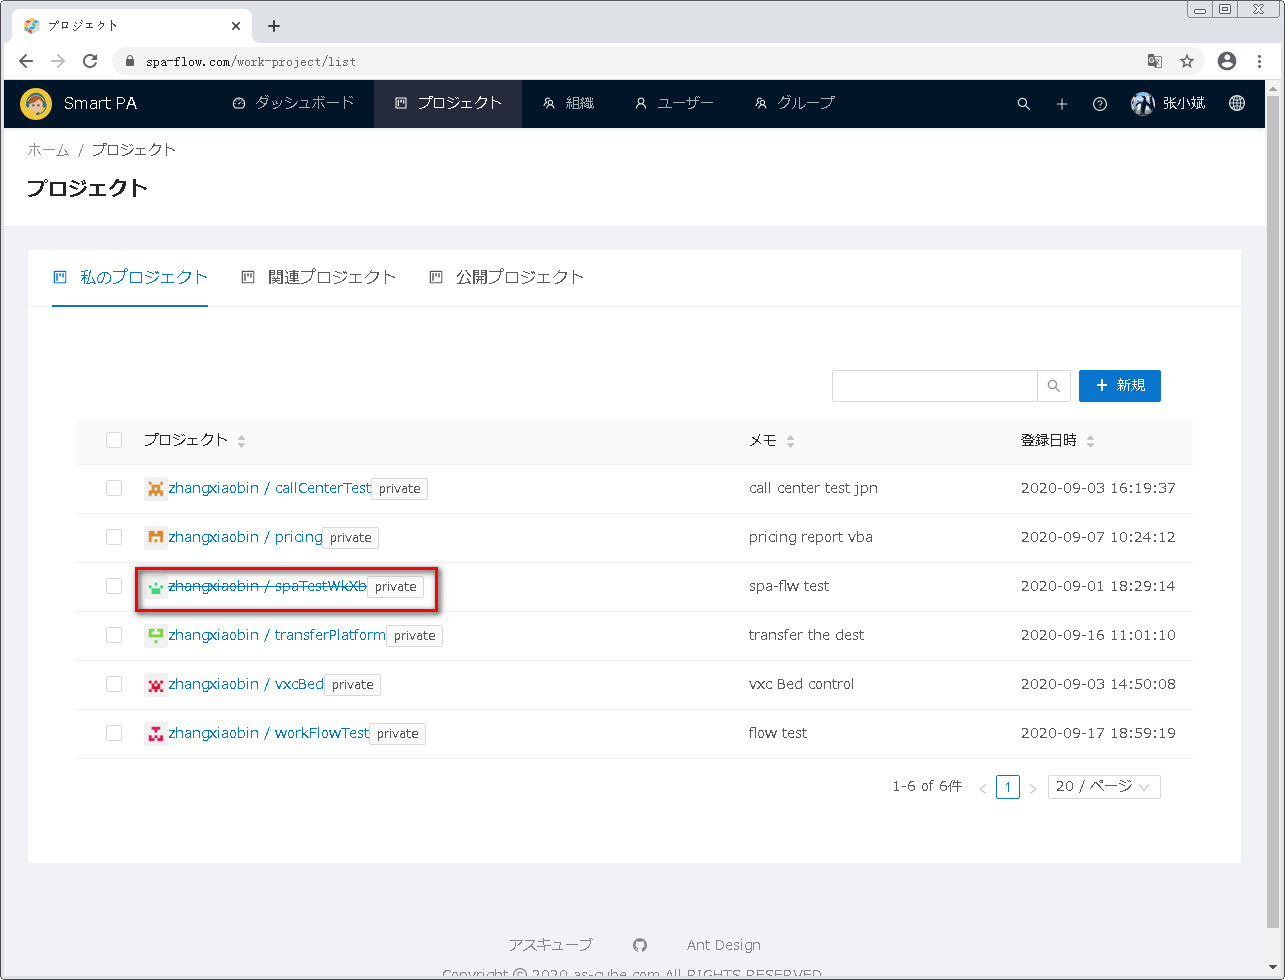 プロジェクト
spa-flow.com/work-project/list
Smart PA ダッシュボード プロジェクト 組織 ユーザー グループ 张小斌
ホーム / プロジェクト
プロジェクト
私のプロジェクト 関連プロジェクト 公開プロジェクト
新規
プロジェクト メモ 登録日時
zhangxiaobin / callCenterTest private call center test jpn 2020-09-03 16:19:37
zhangxiaobin / pricing private pricing report vba 2020-09-07 10:24:12
zhangxiaobin / spaTestWkXb private spa-flw test 2020-09-01 18:29:14
zhangxiaobin / transferPlatform private transfer the dest 2020-09-16 11:01:10
zhangxiaobin / vxcBed private vxc Bed control 2020-09-03 14:50:08
zhangxiaobin / workFlowTest private flow test 2020-09-17 18:59:19
1-6 of 6件 < 1 > 20 / ページ
アスキューブ Ant Design
Copyright © 2020 as-cube.com All RIGHTS RESERVED